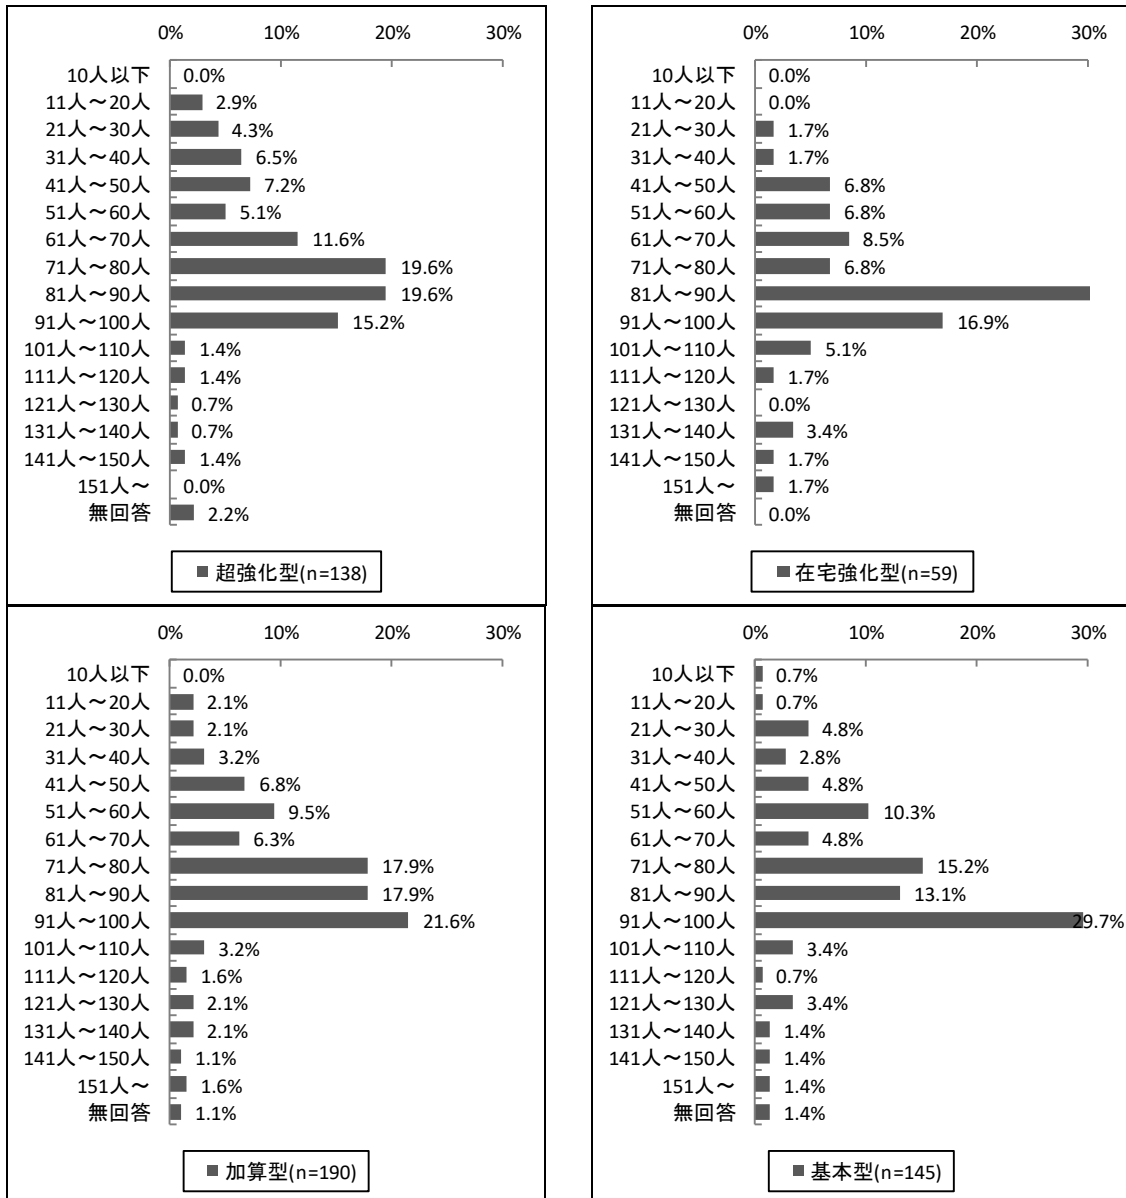 0% 10% 20% 30%
10人以下 0.0%
11人～20人 2.9%
21人～30人 4.3%
31人～40人 6.5%
41人～50人 7.2%
51人～60人 5.1%
61人～70人 11.6%
71人～80人 19.6%
81人～90人 19.6%
91人～100人 15.2%
101人～110人 1.4%
111人～120人 1.4%
121人～130人 0.7%
131人～140人 0.7%
141人～150人 1.4%
151人～ 0.0%
無回答 2.2%
超強化型(n=138)
0% 10% 20% 30%
10人以下 0.0%
11人～20人 0.0%
21人～30人 1.7%
31人～40人 1.7%
41人～50人 6.8%
51人～60人 6.8%
61人～70人 8.5%
71人～80人 6.8%
81人～90人
91人～100人 16.9%
101人～110人 5.1%
111人～120人 1.7%
121人～130人 0.0%
131人～140人 3.4%
141人～150人 1.7%
151人～ 1.7%
無回答 0.0%
在宅強化型(n=59)
0% 10% 20% 30%
10人以下 0.0%
11人～20人 2.1%
21人～30人 2.1%
31人～40人 3.2%
41人～50人 6.8%
51人～60人 9.5%
61人～70人 6.3%
71人～80人 17.9%
81人～90人 17.9%
91人～100人 21.6%
101人～110人 3.2%
111人～120人 1.6%
121人～130人 2.1%
131人～140人 2.1%
141人～150人 1.1%
151人～ 1.6%
無回答 1.1%
加算型(n=190)
0% 10% 20% 30%
10人以下 0.7%
11人～20人 0.7%
21人～30人 4.8%
31人～40人 2.8%
41人～50人 4.8%
51人～60人 10.3%
61人～70人 4.8%
71人～80人 15.2%
81人～90人 13.1%
91人～100人 29.7%
101人～110人 3.4%
111人～120人 0.7%
121人～130人 3.4%
131人～140人 1.4%
141人～150人 1.4%
151人～ 1.4%
無回答 1.4%
基本型(n=145)